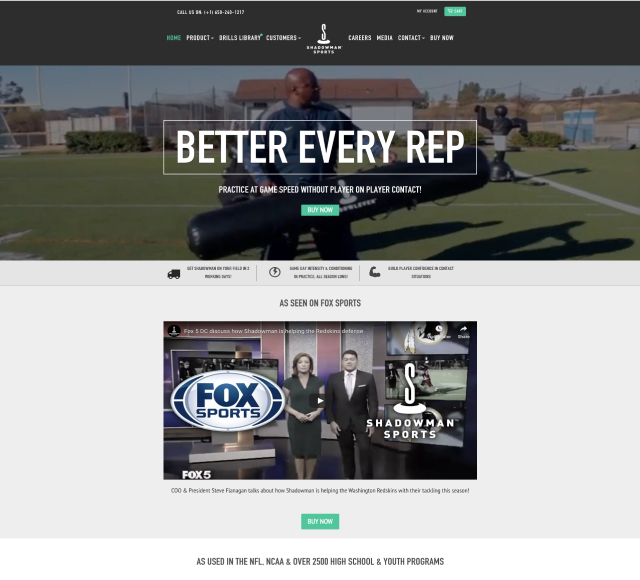 CALL US ON: (+1) 650-240-1217
MY ACCOUNT
HOME PRODUCT DRILLS LIBRARY CUSTOMERS
SHADOWMAN
SPORTS
CAREERS MEDIA CONTACT BUY NOW
BETTER EVERY REP
PRACTICE AT GAME SPEED WITHOUT PLAYER ON PLAYER CONTACT!
BUY NOW
GET SHADOWMAN ON YOUR FIELD IN 2
WORKING DAYS!
GAME DAY INTENSITY & CONDITIONING
IN PRACTICE, ALL SEASON LONG!
BUILD PLAYER CONFIDENCE IN CONTACT
SITUATIONS
AS SEEN ON FOX SPORTS
Fox 5 DC discuss how Shadowman is helping the Redskins defense
Share
FOX
SPORTS
SHADOWMAN
SPORTS
FOX 5
COO & President Steve Flanagan talks about how Shadowman is helping the Washington Redskins with their tackling this season!
BUY NOW
AS USED IN THE NFL, NCAA & OVER 2500 HIGH SCHOOL & YOUTH PROGRAMS